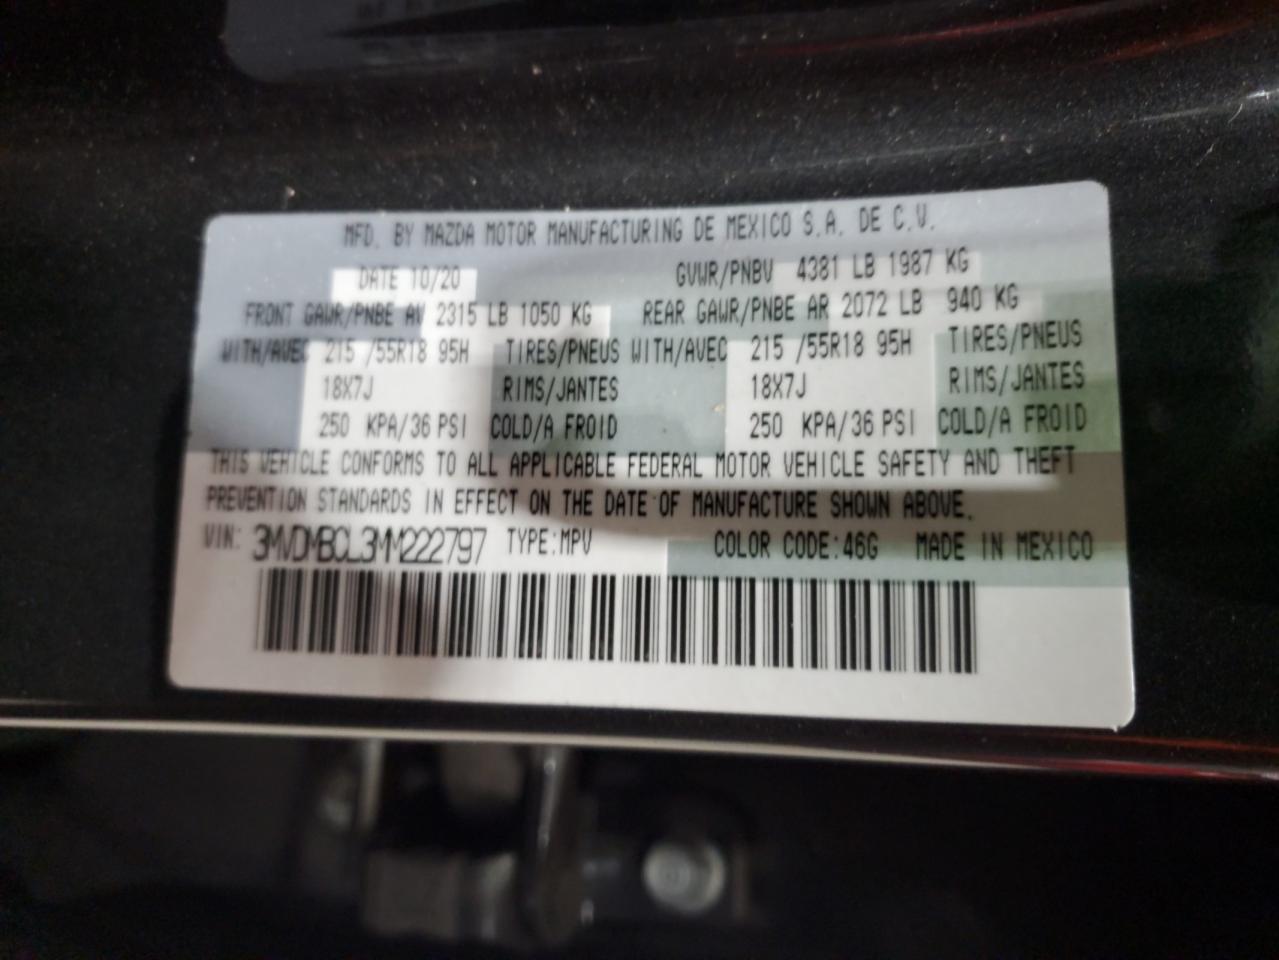 MFD. BY MAZDA MOTOR MANUFACTURING DE MEXICO S.A. DE C.V.
DATE 10/20 GVWR/PNBV 4381 LB 1987 KG
FRONT GAWR/PNBE AV 2315 LB 1050 KG REAR GAWR/PNBE AR 2072 LB 940 KG
WITH/AVEC 215 /55R18 95H TIRES/PNEUS WITH/AVEC 215 /55R18 95H TIRES/PNEUS
18X7J RIMS/JANTES 18X7J RIMS/JANTES
250 KPA/36 PSI COLD/A FROID 250 KPA/36 PSI COLD/A FROID
THIS VEHICLE CONFORMS TO ALL APPLICABLE FEDERAL MOTOR VEHICLE SAFETY AND THEFT
PREVENTION STANDARDS IN EFFECT ON THE DATE OF MANUFACTURE SHOWN ABOVE.
VIN: 3MVDMBCL3MM222797 TYPE:MPV COLOR CODE:46G MADE IN MEXICO